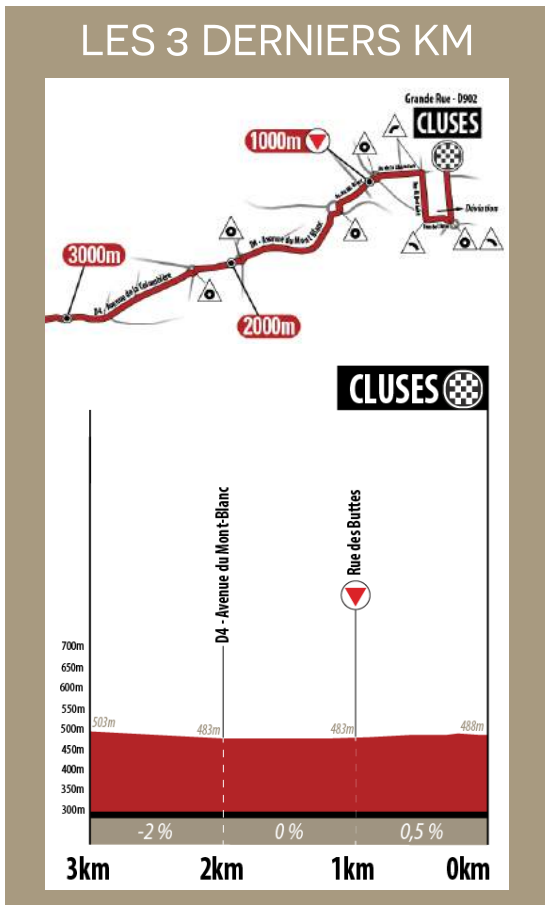 LES 3 DERNIERS KM
Grande Rue - D902
CLUSES
1000m
Déviation
D4 - Avenue du Mont Blanc
3000m
D4 - Avenue de la Colombière
2000m
CLUSES
D4 - Avenue du Mont-Blanc
Rue des Buttes
700m
650m
600m
550m
500m
450m
400m
350m
300m
503m
483m
483m
488m
-2 %
0 %
0,5 %
3km
2km
1km
0km